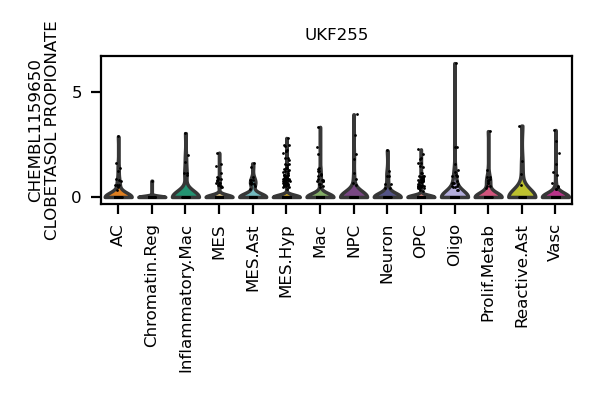 UKF255
CHEMBL1159650
CLOBETASOL PROPIONATE
5
0
AC
Chromatin.Reg
Inflammatory.Mac
MES
MES.Ast
MES.Hyp
Mac
NPC
Neuron
OPC
Oligo
Prolif.Metab
Reactive.Ast
Vasc